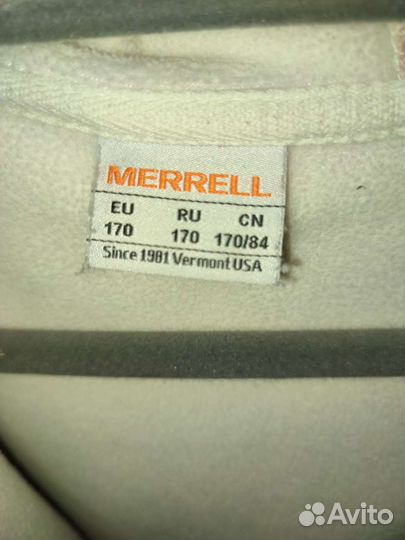 MERRELL
EU RU CN
170 170 170/84
Since 1981 Vermont USA
Avito